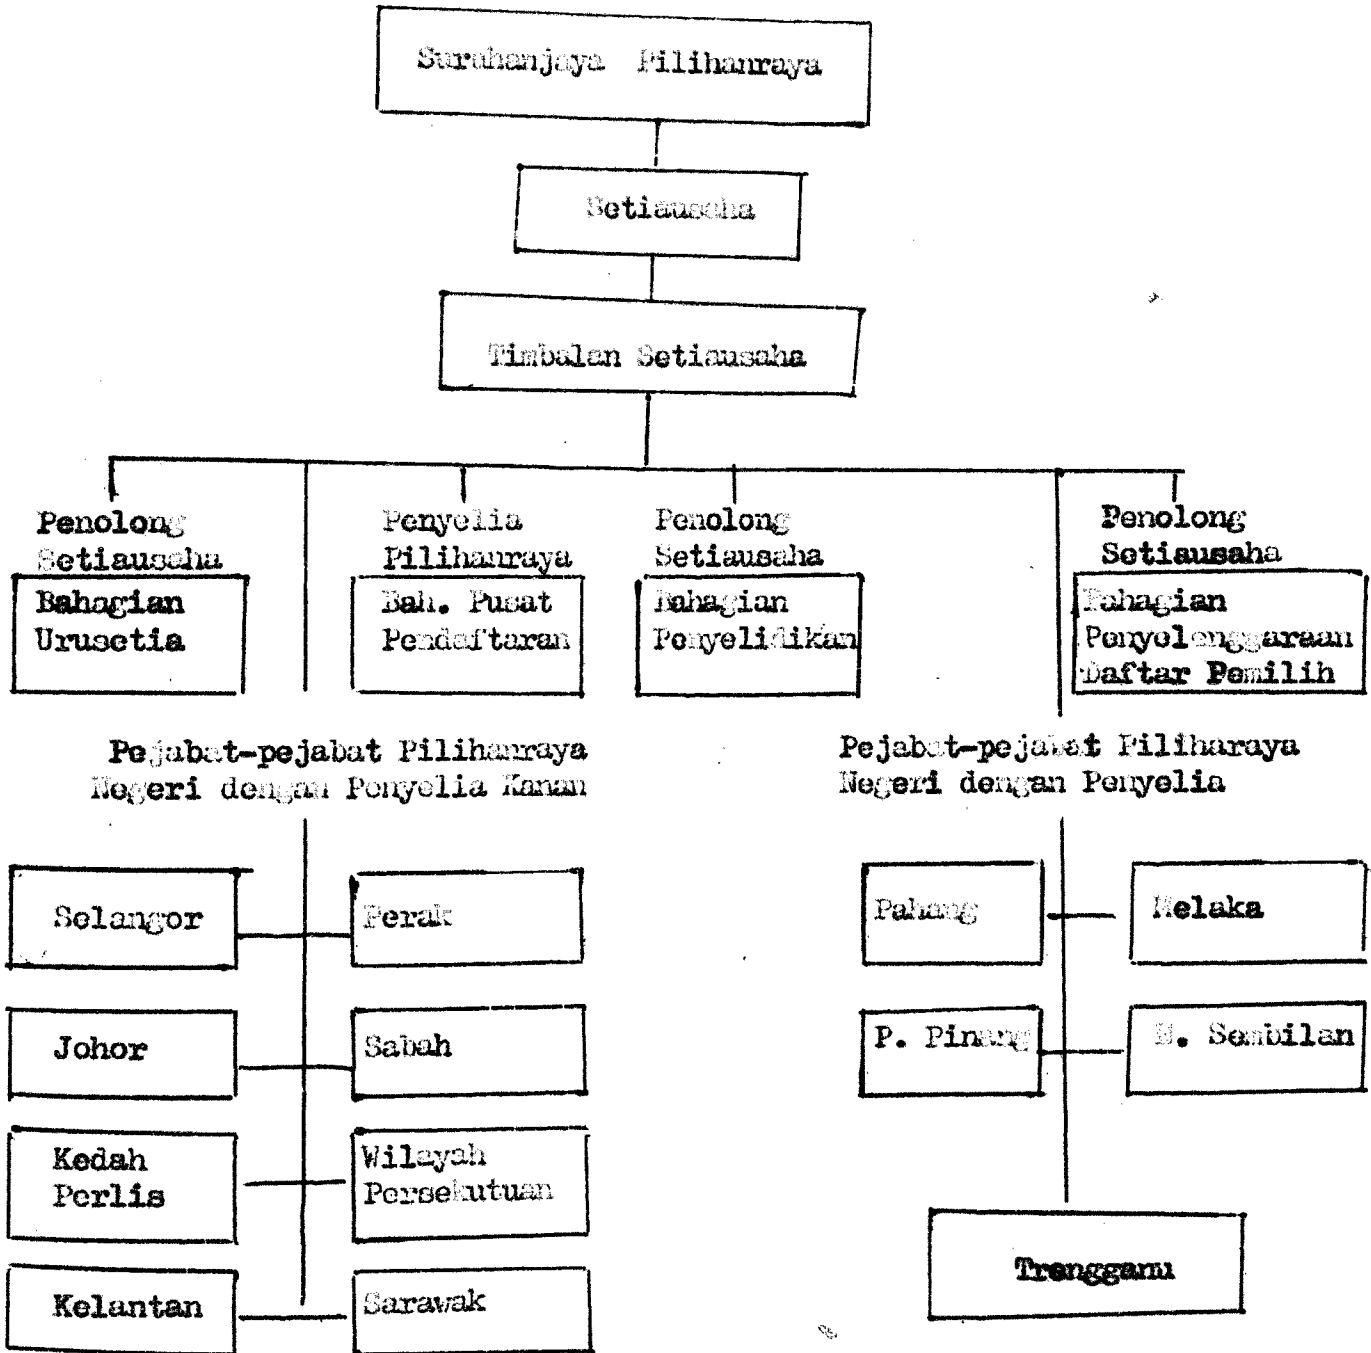 Suruhanjaya Pilihanraya
Setiausaha
Timbalan Setiausaha
Penolong
Setiausaha
Bahagian
Urusetia
Penyelia
Pilihanraya
Bah. Pusat
Pendaftaran
Penolong
Setiausaha
Bahagian
Penyelidikan
Penolong
Setiausaha
Bahagian
Penyelenggaraan
Daftar Pemilih
Pejabat-pejabat Pilihanraya
Negeri dengan Penyelia Kanan
Pejabat-pejabat Piliharaya
Negeri dengan Penyelia
Selangor
Perak
Johor
Sabah
Kedah
Perlis
Wilayah
Persekutuan
Kelantan
Sarawak
Pahang
Melaka
P. Pinang
N. Sembilan
Trengganu